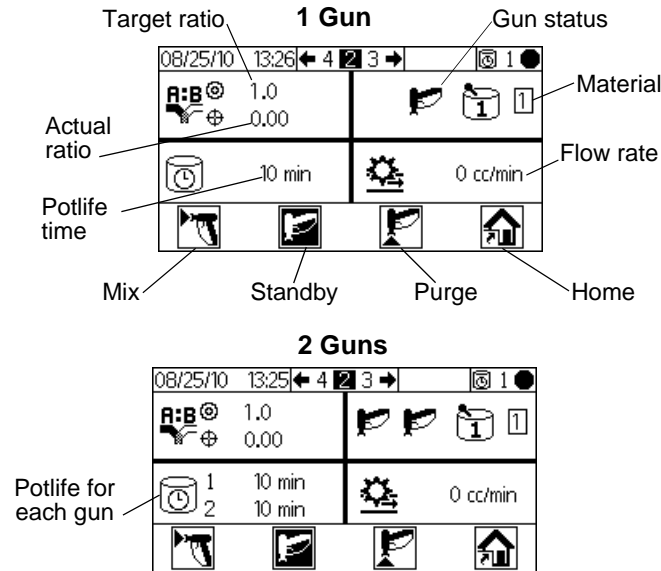 1 Gun
Target ratio
Gun status
08/25/10 13:26 ← 4 2 3 → 1
A:B 1.0
1 1
Material
Actual ratio
0.00
Flow rate
10 min
0 cc/min
Potlife time
Mix
Standby
Purge
Home
2 Guns
08/25/10 13:25 ← 4 2 3 → 1
A:B 1.0
1 1
0.00
Potlife for each gun
1 10 min
0 cc/min
2 10 min